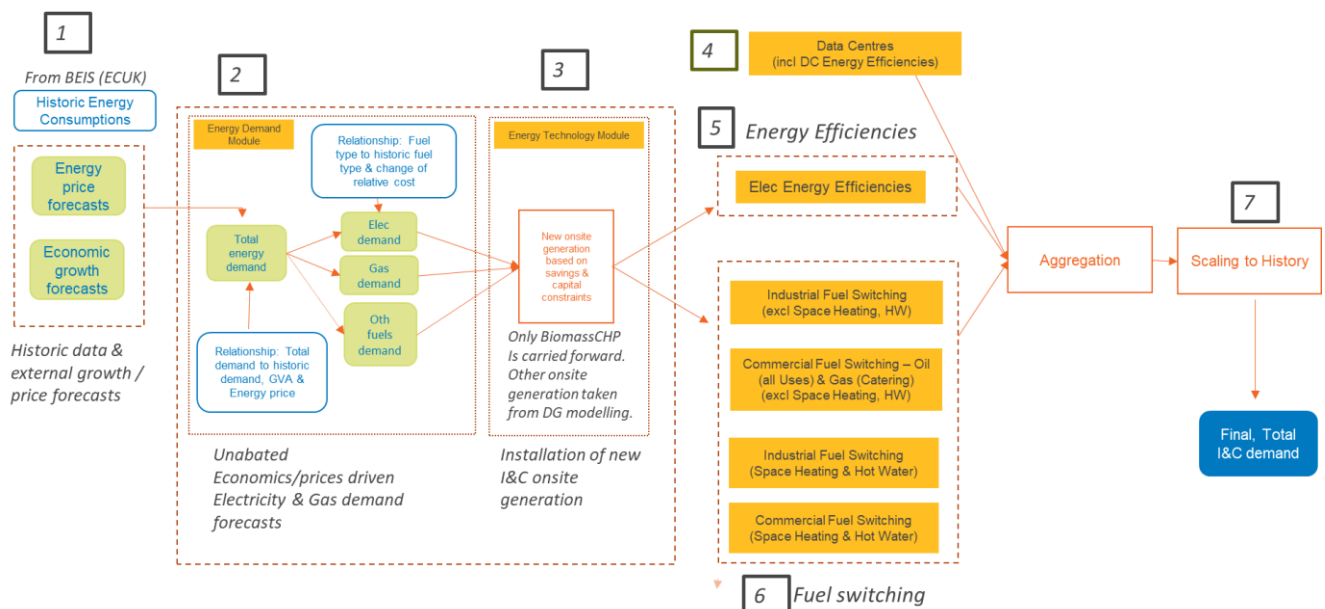 1
From BEIS (ECUK)
Historic Energy
Consumptions
Energy
price
forecasts
Economic
growth
forecasts
Historic data &
external growth /
price forecasts
2
Energy Demand
Module
Relationship: Fuel
type to historic fuel
type & change of
relative cost
Total
energy
demand
Elec
demand
Gas
demand
Oth
fuels
demand
Relationship: Total
demand to historic
demand, GVA &
Energy price
Unabated
Economics/prices driven
Electricity & Gas demand
forecasts
3
Energy Technology Module
New onsite
generation
based on
savings &
capital
constraints
Only BiomassCHP
Is carried forward.
Other onsite
generation taken
from DG modelling.
Installation of new
I&C onsite
generation
4
Data Centres
(incl DC Energy Efficiencies)
5
Energy Efficiencies
Elec Energy Efficiencies
Industrial Fuel Switching
(excl Space Heating, HW)
Commercial Fuel Switching – Oil
(all Uses) & Gas (Catering)
(excl Space Heating, HW)
Industrial Fuel Switching
(Space Heating & Hot Water)
Commercial Fuel Switching
(Space Heating & Hot Water)
6
Fuel switching
Aggregation
7
Scaling to History
Final, Total
I&C demand